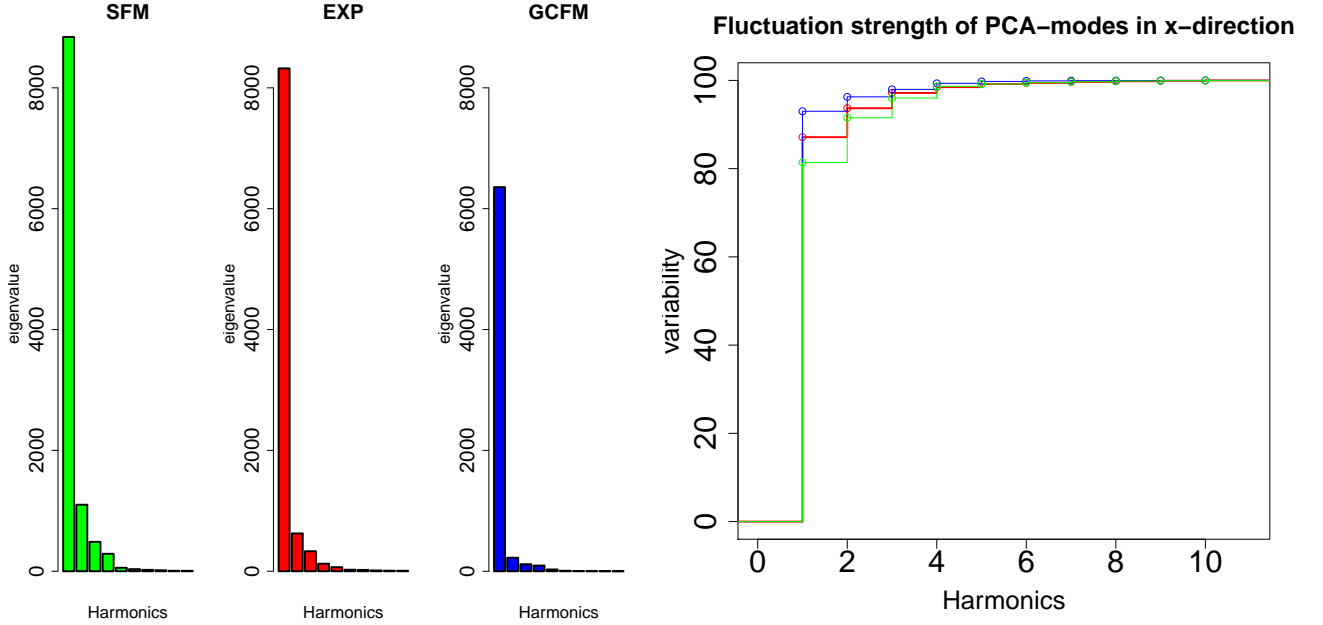 SFM
eigenvalue
0 2000 4000 6000 8000
Harmonics
EXP
eigenvalue
0 2000 4000 6000 8000
Harmonics
GCFM
eigenvalue
0 2000 4000 6000 8000
Harmonics
Fluctuation strength of PCA−modes in x−direction
variability
0 20 40 60 80 100
0 2 4 6 8 10
Harmonics